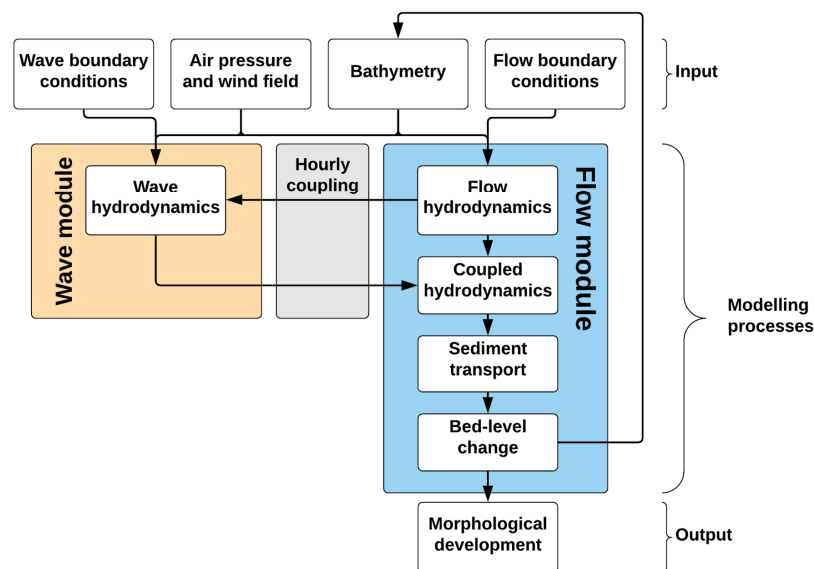 Wave boundary
conditions
Air pressure
and wind field
Bathymetry
Flow boundary
conditions
Input
Wave module
Wave
hydrodynamics
Hourly
coupling
Flow
hydrodynamics
Flow module
Coupled
hydrodynamics
Sediment
transport
Bed-level
change
Modelling
processes
Morphological
development
Output